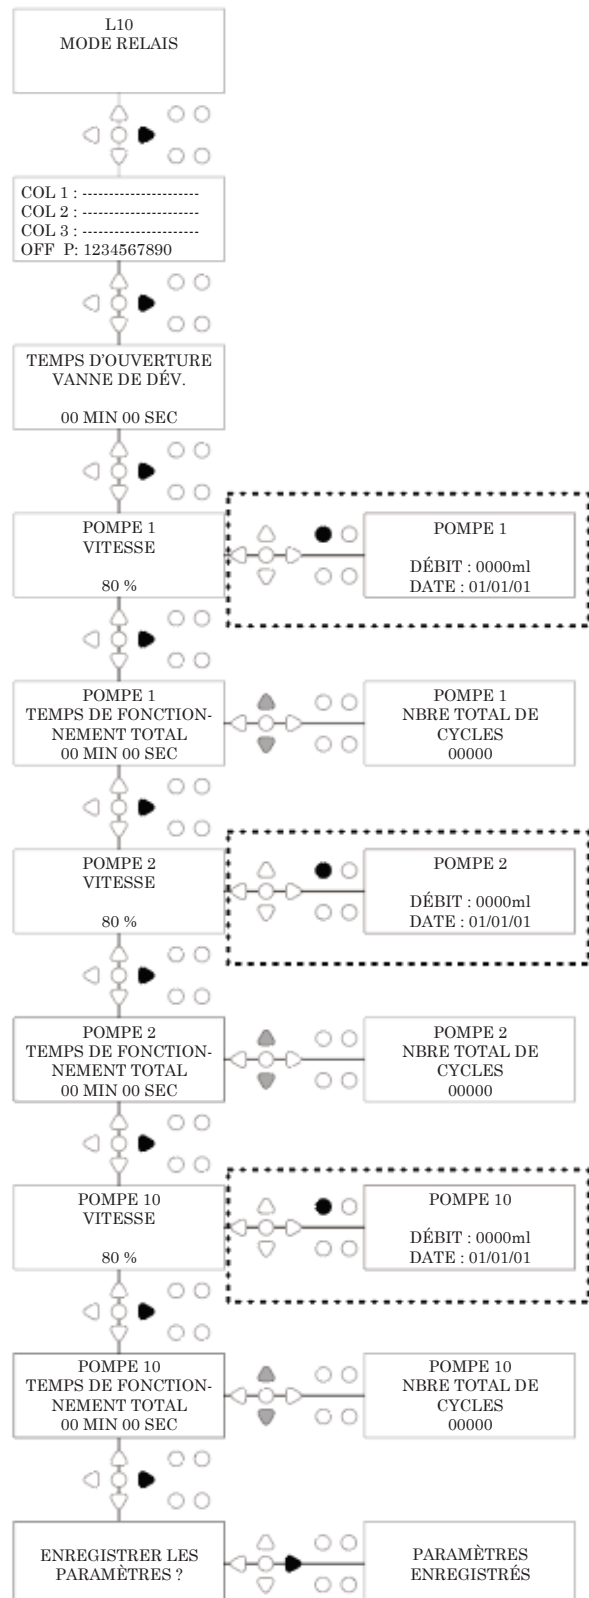 L10
MODE RELAIS
COL 1 : ----------------------
COL 2 : ----------------------
COL 3 : ----------------------
OFF P: 1234567890
TEMPS D'OUVERTURE
VANNE DE DÉV.
00 MIN 00 SEC
POMPE 1
VITESSE
80 %
POMPE 1
DÉBIT : 0000ml
DATE : 01/01/01
POMPE 1
TEMPS DE FONCTION-
NEMENT TOTAL
00 MIN 00 SEC
POMPE 1
NBRE TOTAL DE
CYCLES
00000
POMPE 2
VITESSE
80 %
POMPE 2
DÉBIT : 0000ml
DATE : 01/01/01
POMPE 2
TEMPS DE FONCTION-
NEMENT TOTAL
00 MIN 00 SEC
POMPE 2
NBRE TOTAL DE
CYCLES
00000
POMPE 10
VITESSE
80 %
POMPE 10
DÉBIT : 0000ml
DATE : 01/01/01
POMPE 10
TEMPS DE FONCTION-
NEMENT TOTAL
00 MIN 00 SEC
POMPE 10
NBRE TOTAL DE
CYCLES
00000
ENREGISTRER LES
PARAMÈTRES ?
PARAMÈTRES
ENREGISTRÉS